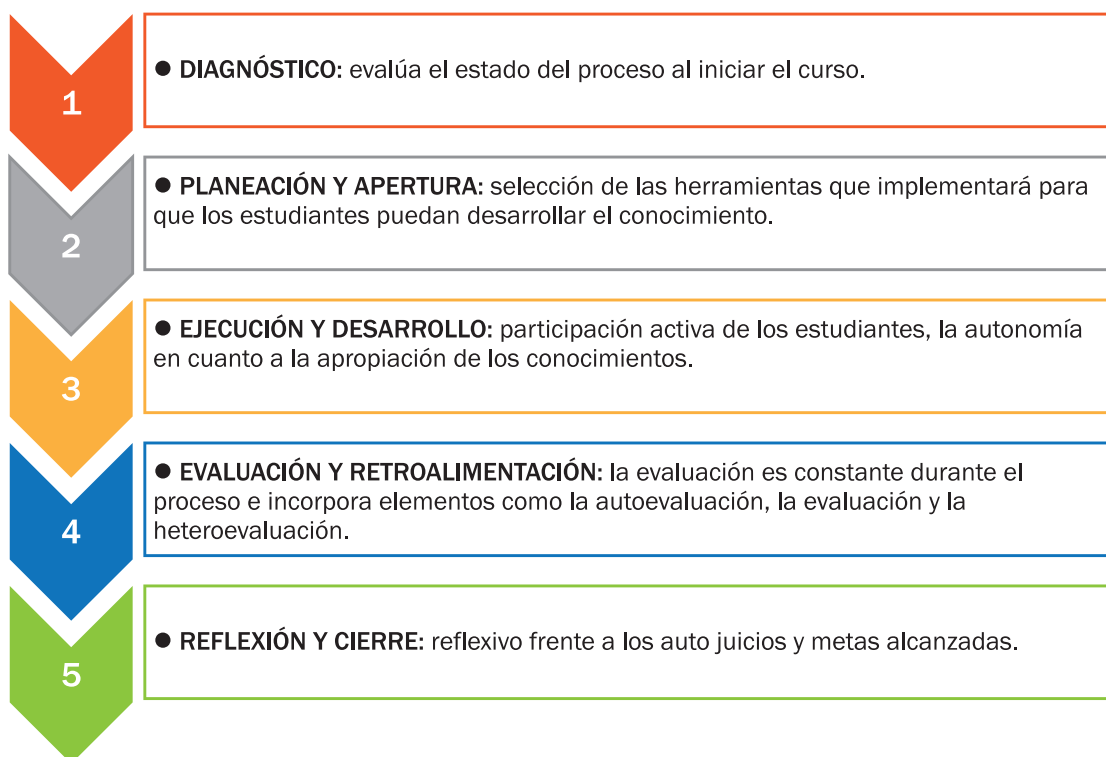 1
● DIAGNÓSTICO: evalúa el estado del proceso al iniciar el curso.
2
● PLANEACIÓN Y APERTURA: selección de las herramientas que implementará para
que los estudiantes puedan desarrollar el conocimiento.
3
● EJECUCIÓN Y DESARROLLO: participación activa de los estudiantes, la autonomía
en cuanto a la apropiación de los conocimientos.
4
● EVALUACIÓN Y RETROALIMENTACIÓN: la evaluación es constante durante el
proceso e incorpora elementos como la autoevaluación, la evaluación y la
heteroevaluación.
5
● REFLEXIÓN Y CIERRE: reflexivo frente a los auto juicios y metas alcanzadas.